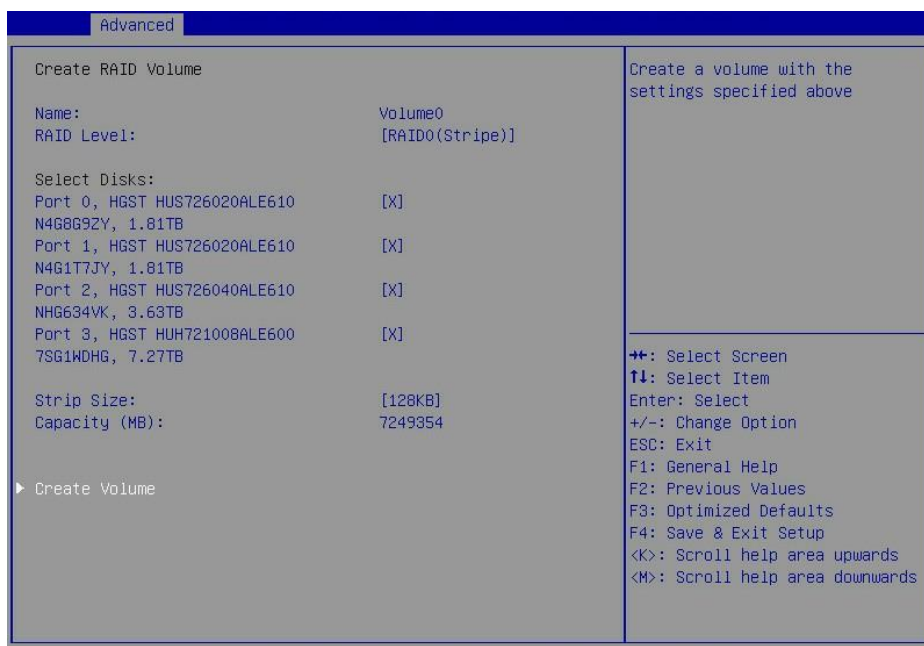 Advanced
Create RAID Volume
Name: Volume0
RAID Level: [RAID0(Stripe)]
Select Disks:
Port 0, HGST HUS726020ALE610 [X]
N4G8G9ZY, 1.81TB
Port 1, HGST HUS726020ALE610 [X]
N4G1T7JY, 1.81TB
Port 2, HGST HUS726040ALE610 [X]
NHG634VK, 3.63TB
Port 3, HGST HUH721008ALE600 [X]
7SG1WDHG, 7.27TB
Strip Size: [128KB]
Capacity (MB): 7249354
Create Volume
Create a volume with the
settings specified above
→←: Select Screen
↑↓: Select Item
Enter: Select
+/-: Change Option
ESC: Exit
F1: General Help
F2: Previous Values
F3: Optimized Defaults
F4: Save & Exit Setup
<K>: Scroll help area upwards
<M>: Scroll help area downwards